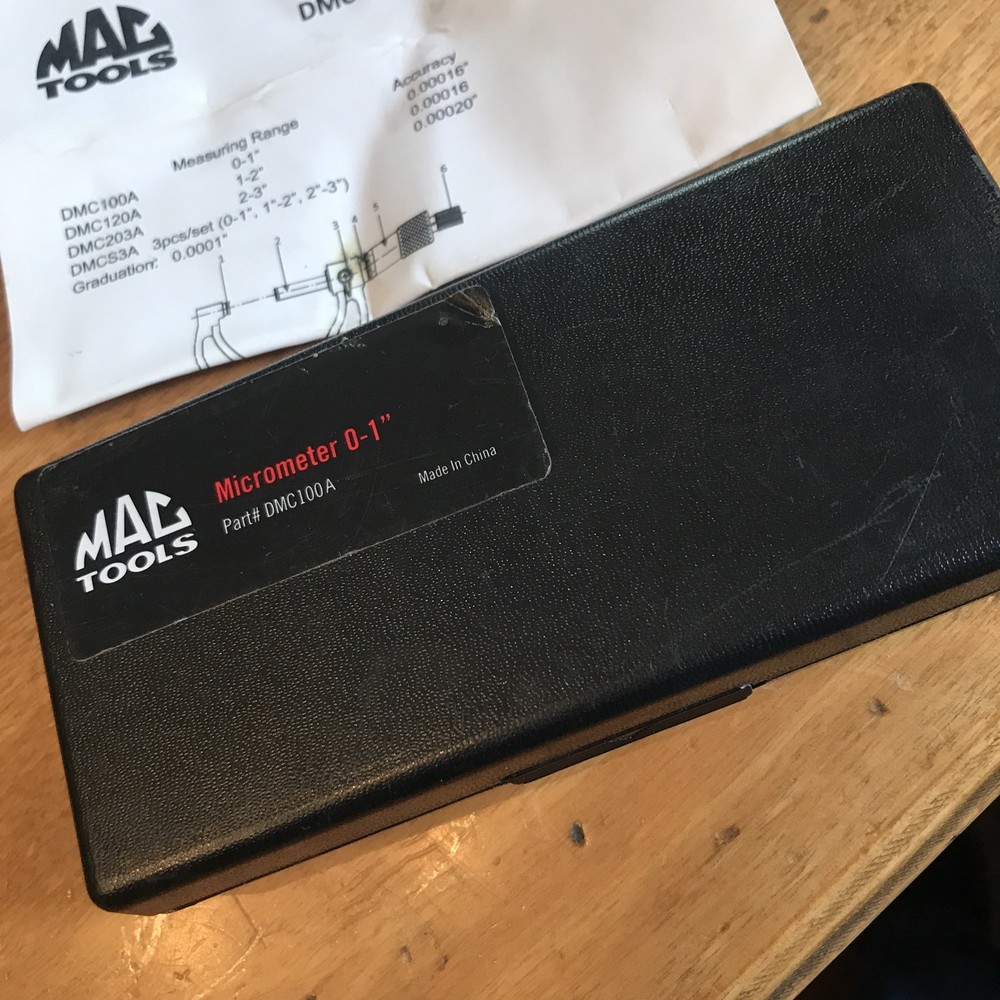 MAC
TOOLS
DMC
Measuring Range
Accuracy
DMC100A 0-1" 0.00016"
DMC120A 1-2" 0.00016
DMC203A 2-3" 0.00020"
DMCS3A 3pcs/set (0-1", 1"-2", 2"-3")
Graduation: 0.0001"
1
2
3
4
5
6
MAC
TOOLS
Micrometer 0-1”
Part# DMC100A
Made In China